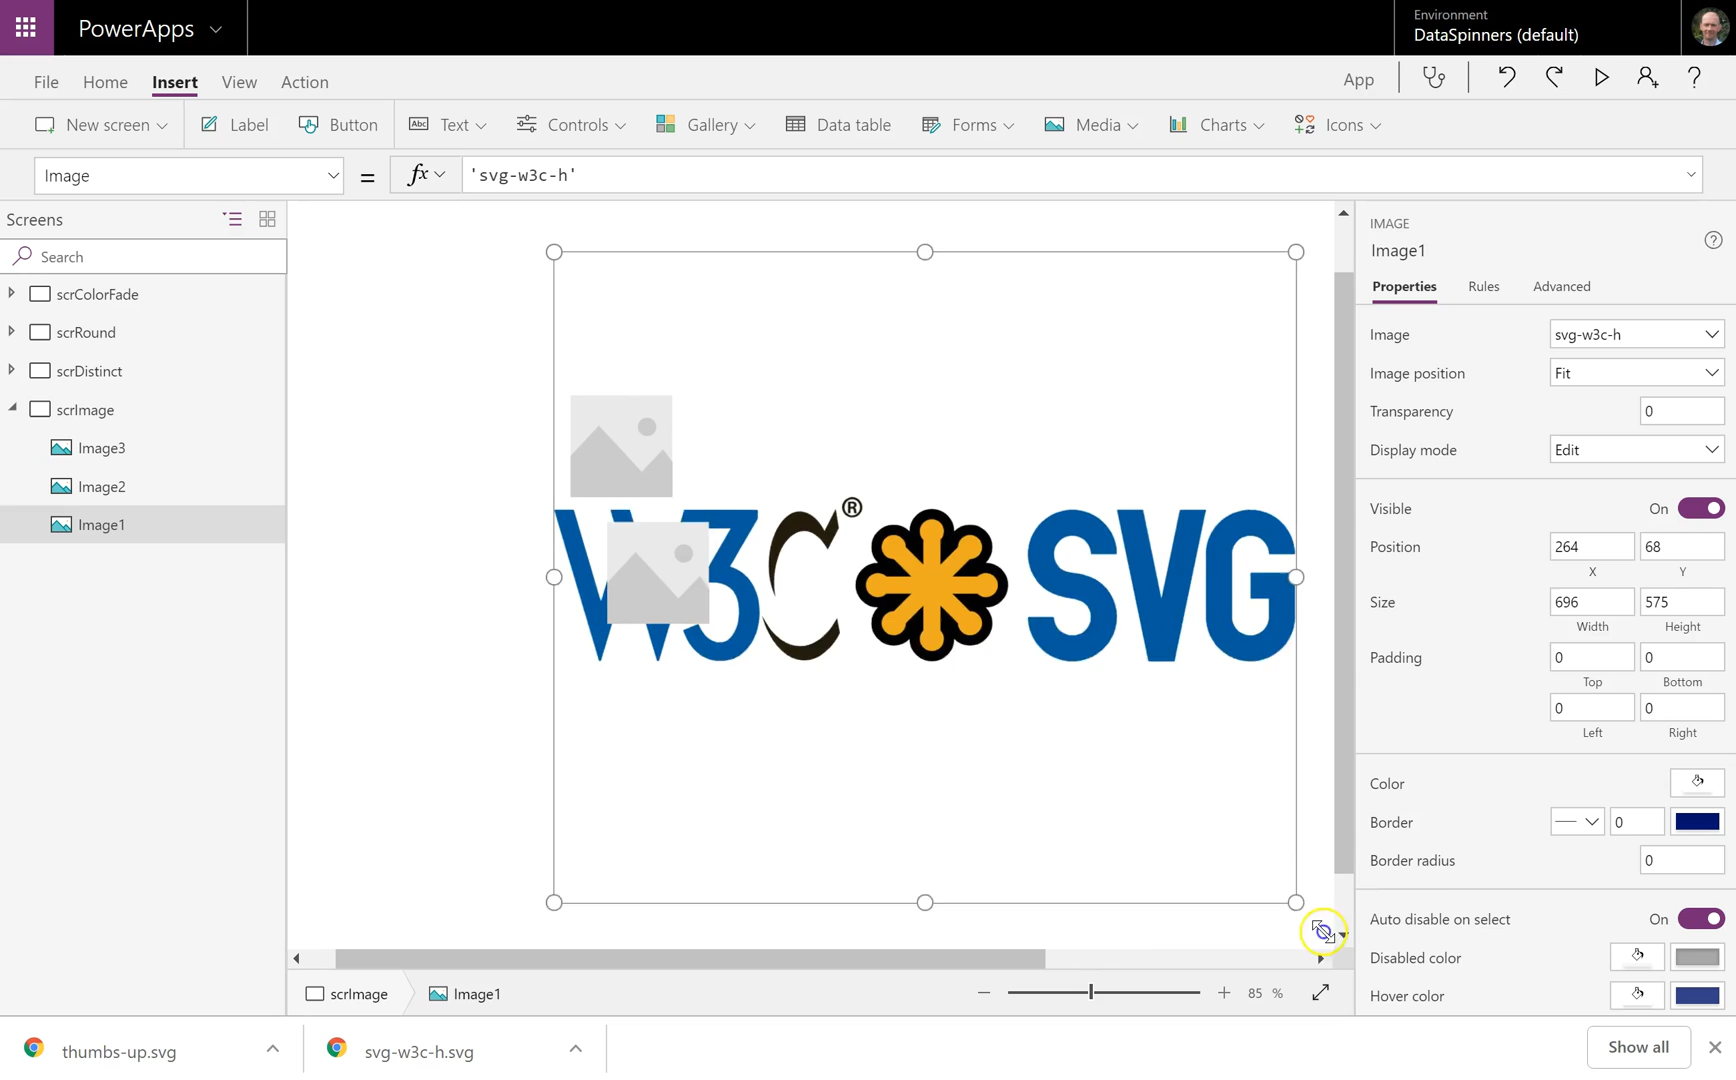 PowerApps
Environment
DataSpinners (default)
File Home Insert View Action
App
New screen Label Button Text Controls Gallery Data table Forms Media Charts Icons
Image = fx 'svg-w3c-h'
Screens
Search
scrColorFade
scrRound
scrDistinct
scrImage
Image3
Image2
Image1
W3C® SVG
IMAGE
Image1
Properties Rules Advanced
Image svg-w3c-h
Image position Fit
Transparency 0
Display mode Edit
Visible On
Position 264 68
X Y
Size 696 575
Width Height
Padding 0 0
Top Bottom
0 0
Left Right
Color
Border 0
Border radius 0
Auto disable on select On
Disabled color
Hover color
scrImage Image1 85 %
thumbs-up.svg svg-w3c-h.svg Show all